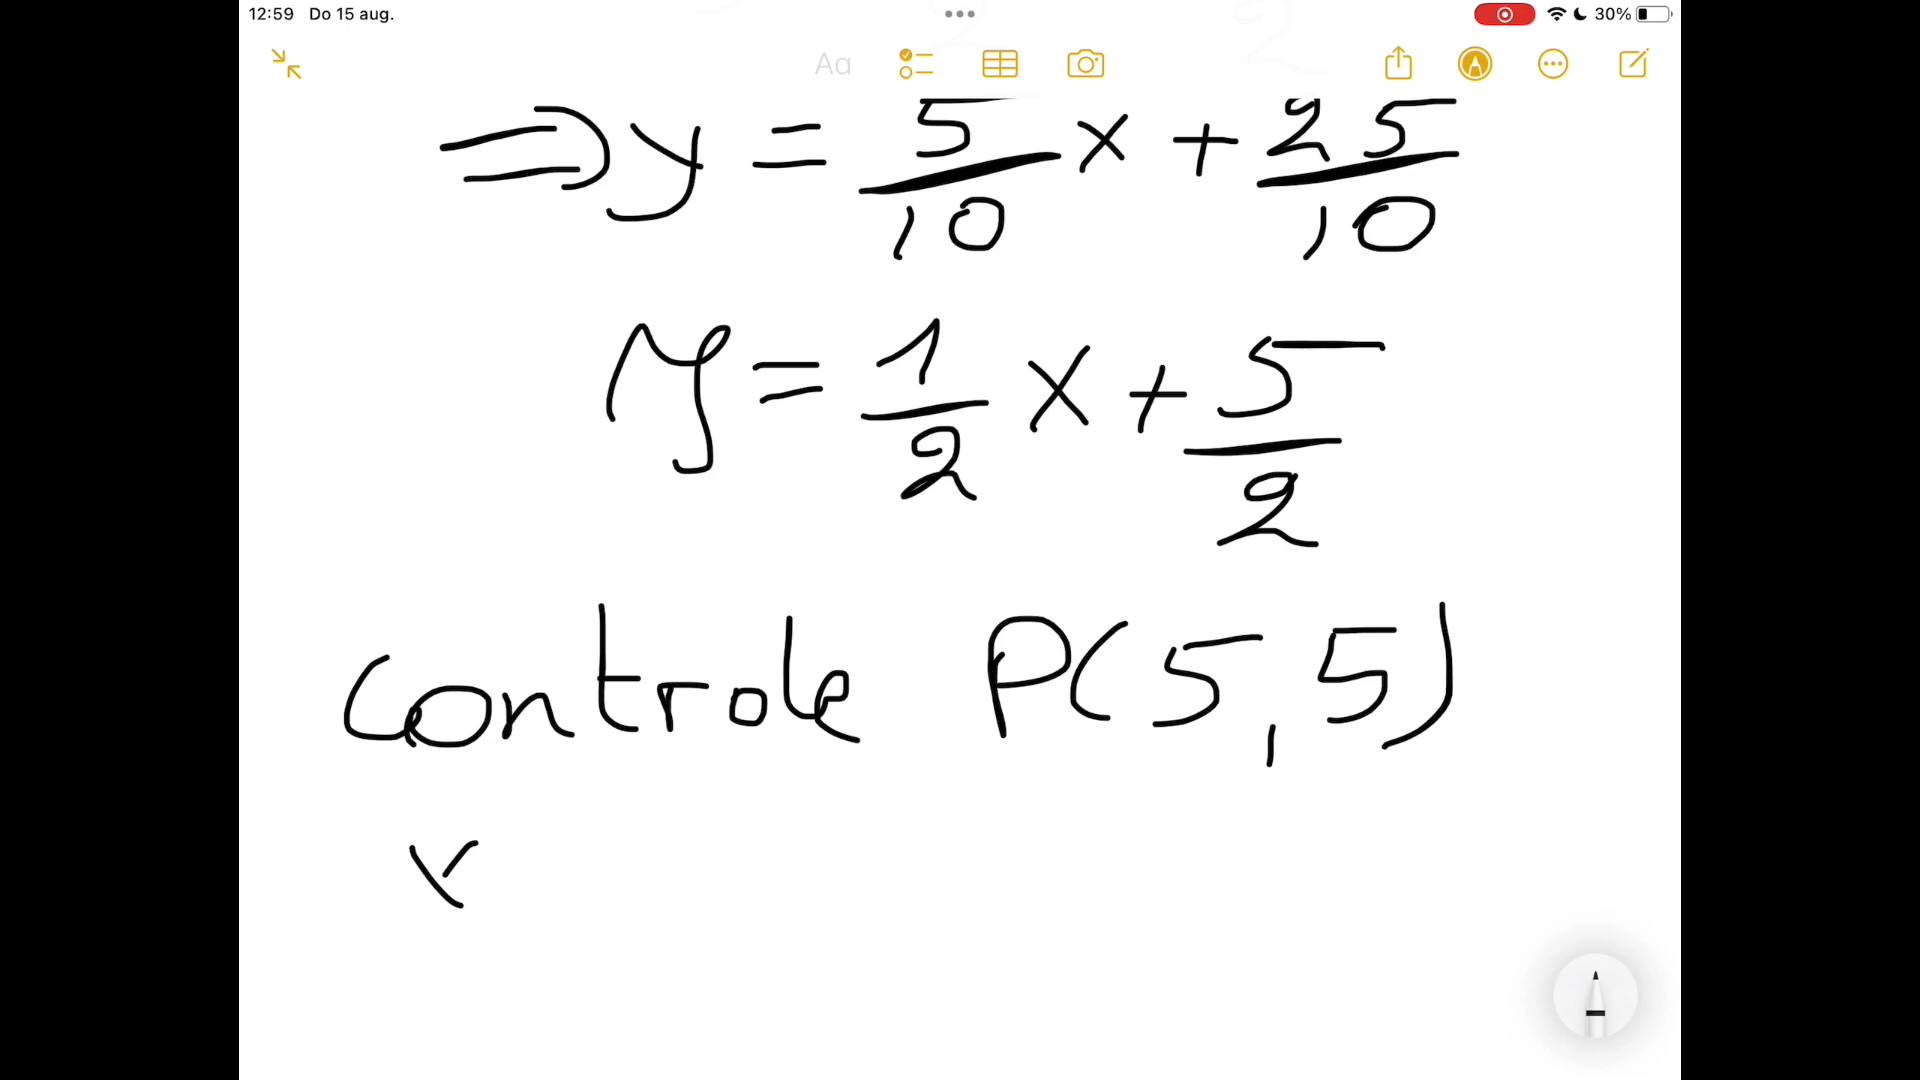 12:59 Do 15 aug. 30%
Aa
⇒ y = 5/10 x + 25/10
y = 1/2 x + 5/2
Controle P(5,5)